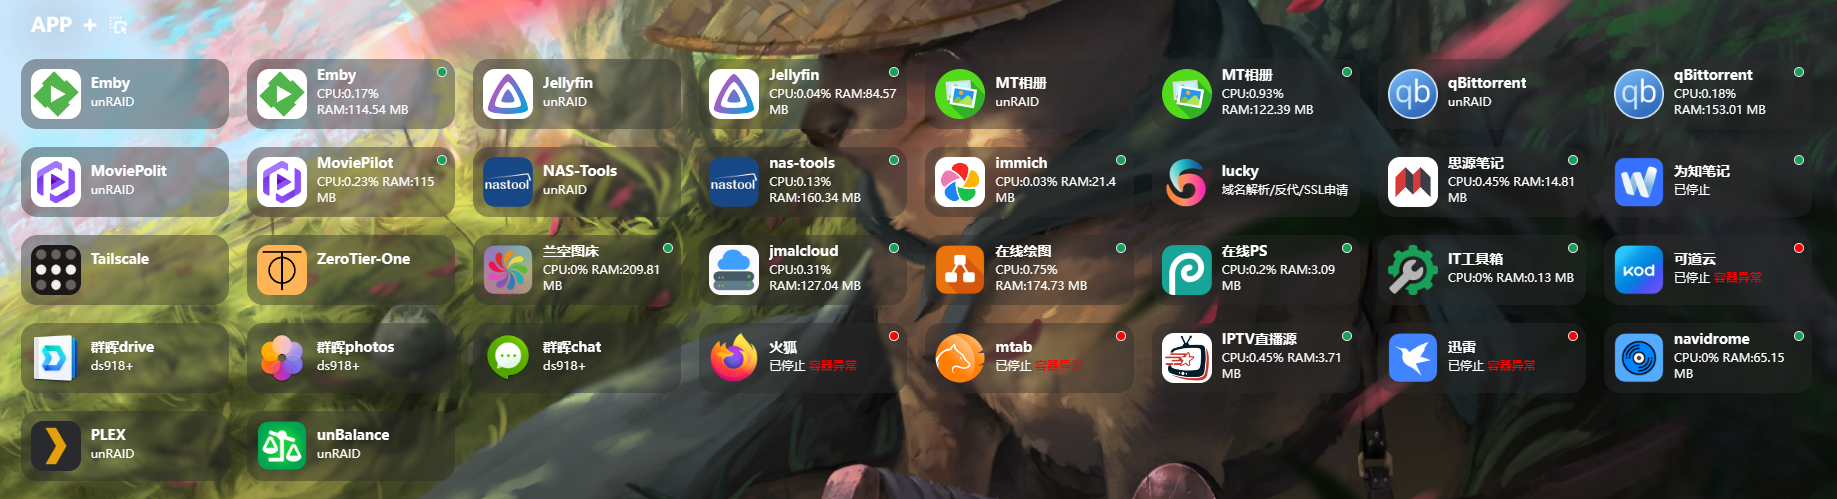 APP +
Emby
unRAID
Emby
CPU:0.17%
RAM:114.54 MB
Jellyfin
unRAID
Jellyfin
CPU:0.04% RAM:84.57
MB
MT相册
unRAID
MT相册
CPU:0.93%
RAM:122.39 MB
qb
qBittorrent
unRAID
qb
qBittorrent
CPU:0.18%
RAM:153.01 MB
MoviePolit
unRAID
MoviePilot
CPU:0.23% RAM:115
MB
nastool
NAS-Tools
unRAID
nastool
nas-tools
CPU:0.13%
RAM:160.34 MB
immich
CPU:0.03% RAM:21.4
MB
lucky
域名解析/反代/SSL申请
思源笔记
CPU:0.45% RAM:14.81
MB
为知笔记
已停止
Tailscale
ZeroTier-One
兰空图床
CPU:0% RAM:209.81
MB
jmalcloud
CPU:0.31%
RAM:127.04 MB
在线绘图
CPU:0.75%
RAM:174.73 MB
在线PS
CPU:0.2% RAM:3.09
MB
IT工具箱
CPU:0% RAM:0.13 MB
kod
可道云
已停止 容器异常
群晖drive
ds918+
群晖photos
ds918+
群晖chat
ds918+
火狐
已停止 容器异常
mtab
已停止 容器异常
IPTV直播源
CPU:0.45% RAM:3.71
MB
迅雷
已停止 容器异常
navidrome
CPU:0% RAM:65.15
MB
PLEX
unRAID
unBalance
unRAID